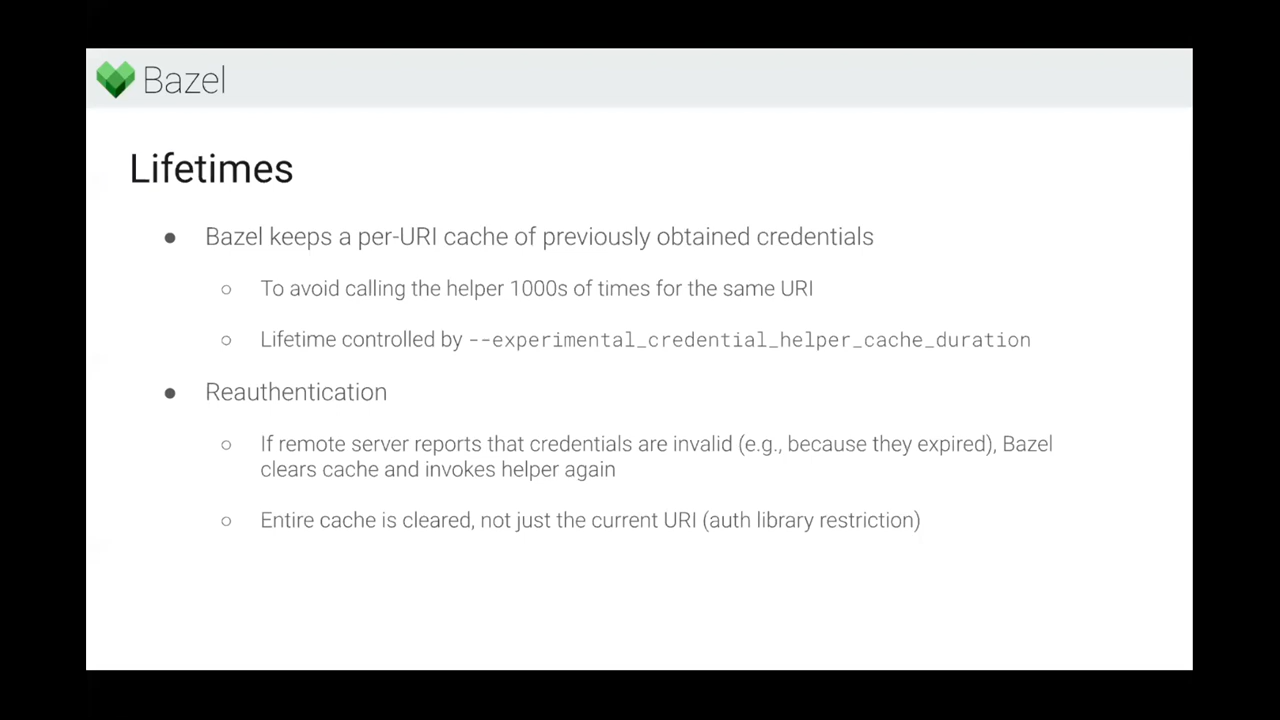 Bazel
Lifetimes
● Bazel keeps a per-URI cache of previously obtained credentials
○ To avoid calling the helper 1000s of times for the same URI
○ Lifetime controlled by --experimental_credential_helper_cache_duration
● Reauthentication
○ If remote server reports that credentials are invalid (e.g., because they expired), Bazel
clears cache and invokes helper again
○ Entire cache is cleared, not just the current URI (auth library restriction)